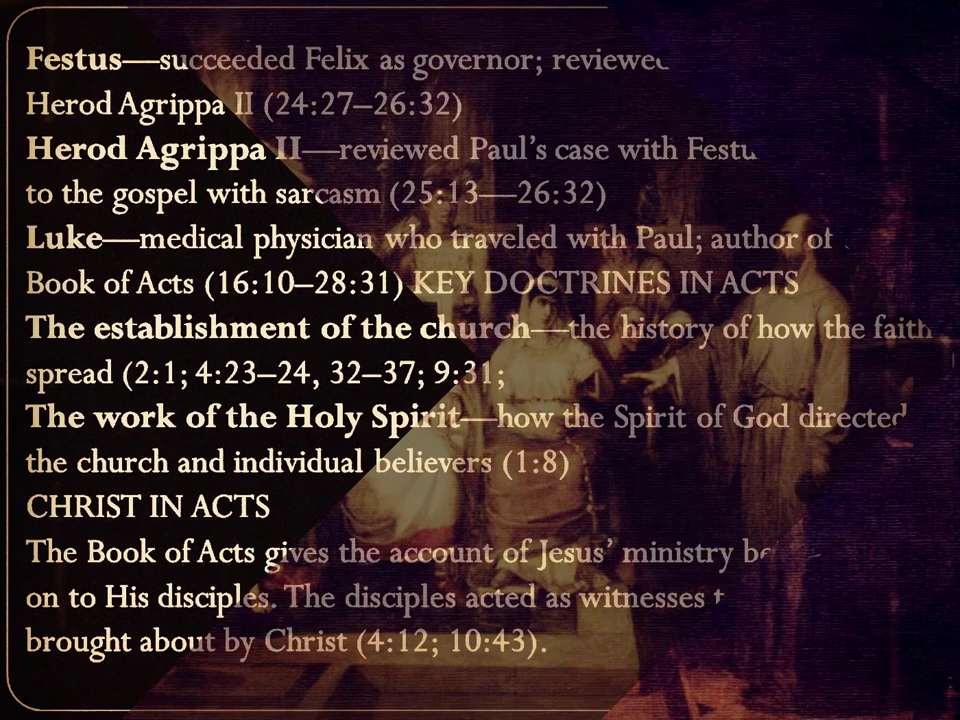 Festus—succeeded Felix as governor; reviewed
Herod Agrippa II (24:27–26:32)
Herod Agrippa II—reviewed Paul’s case with
to the gospel with sarcasm (25:13—26:32)
Luke—medical physician who traveled with Paul; author of
Book of Acts (16:10–28:31) KEY DOCTRINES IN ACTS
The establishment of the church—the history of how the faith
spread (2:1; 4:23–24, 32–37; 9:31;
The work of the Holy Spirit—how the Spirit of God directed
the church and individual believers (1:8)
CHRIST IN ACTS
The Book of Acts gives the account of Jesus’ ministry
on to His disciples. The disciples acted as witnesses
brought about by Christ (4:12; 10:43).